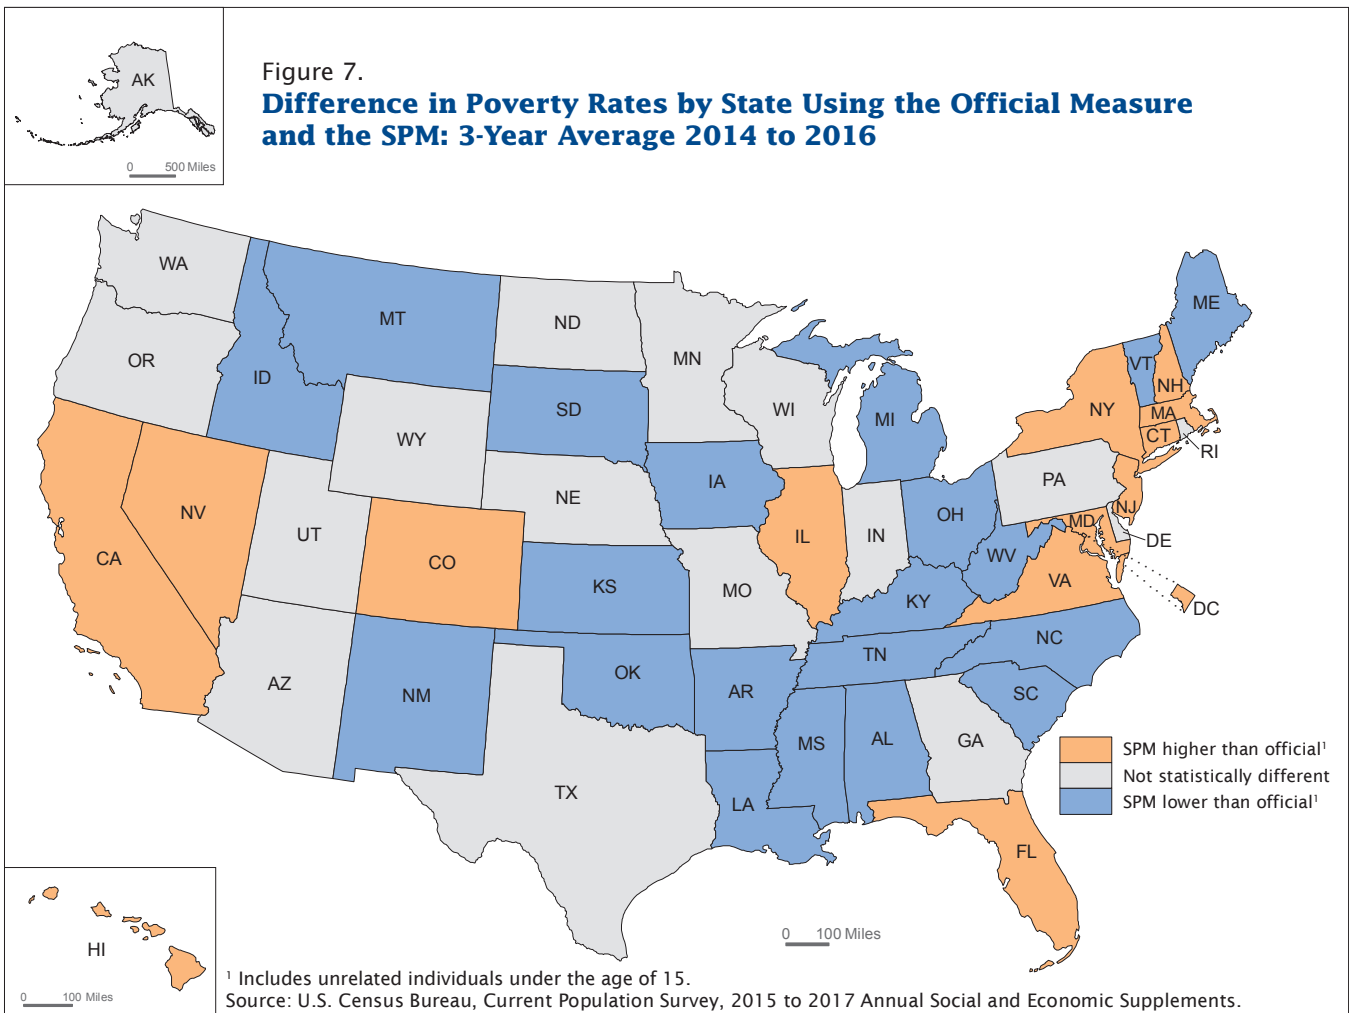 AK
0 500 Miles
Figure 7.
Difference in Poverty Rates by State Using the Official Measure
and the SPM: 3-Year Average 2014 to 2016
WA
MT
ND
MN
ME
OR
ID
SD
WI
MI
VT
NH
NY
MA
CT
RI
WY
IA
PA
NE
NV
UT
CO
IL
IN
OH
NJ
MD
DE
WV
CA
KS
MO
KY
VA
DC
NC
TN
AZ
NM
OK
AR
SC
MS
AL
GA
TX
LA
FL
SPM higher than official¹
Not statistically different
SPM lower than official¹
HI
0 100 Miles
0 100 Miles
¹ Includes unrelated individuals under the age of 15.
Source: U.S. Census Bureau, Current Population Survey, 2015 to 2017 Annual Social and Economic Supplements.